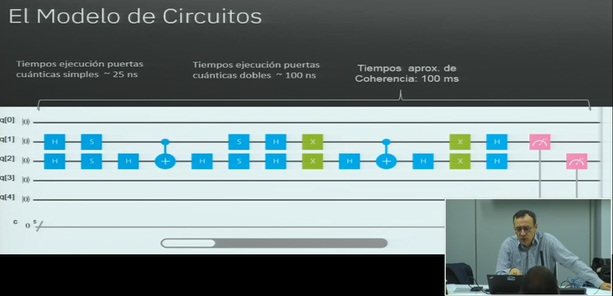 El Modelo de Circuitos
Tiempos ejecución puertas
cuánticas simples ~ 25 ns
Tiempos ejecución puertas
cuánticas dobles ~ 100 ns
Tiempos aprox. de
Coherencia: 100 ms
q[0] |0⟩
q[1] |0⟩ H S S H X X H
q[2] |0⟩ H S H + H S H X H + H X H
q[3] |0⟩
q[4] |0⟩
c 0 5